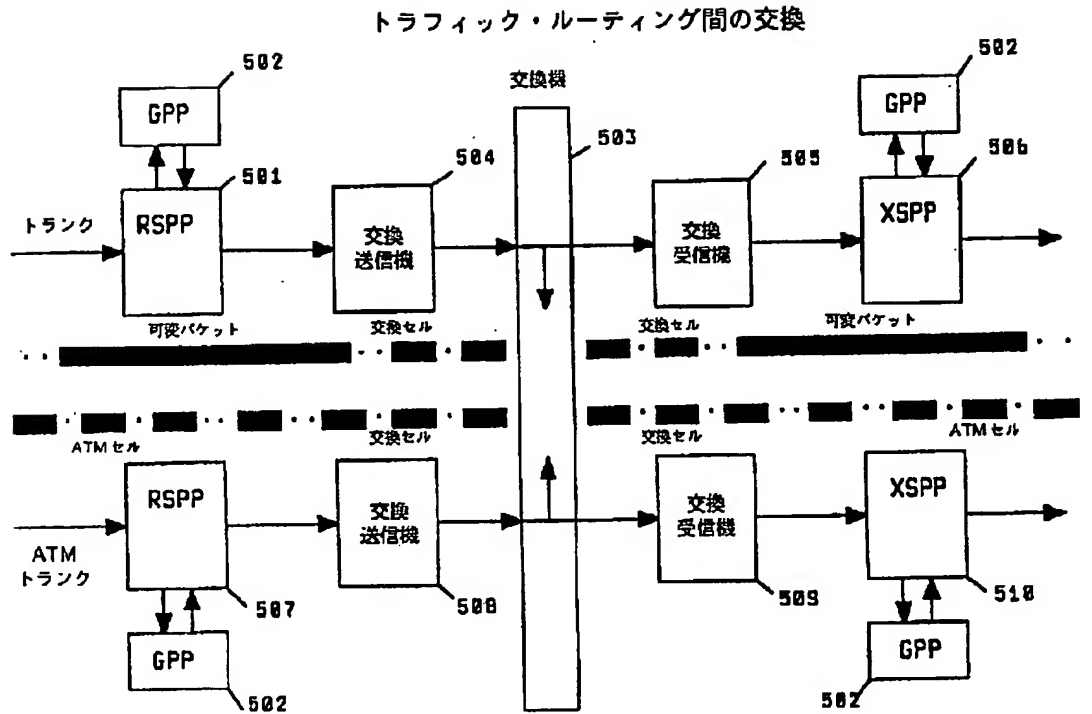 トラフィック・ルーティング間の交換
502
GPP
交換機
502
GPP
503
504
505
506
501
トランク
RSPP
交換
送信機
交換
受信機
XSPP
可変パケット
交換セル
交換セル
可変パケット
ATMセル
交換セル
交換セル
ATMセル
RSPP
交換
送信機
交換
受信機
XSPP
ATM
トランク
507
508
509
510
GPP
502
GPP
502